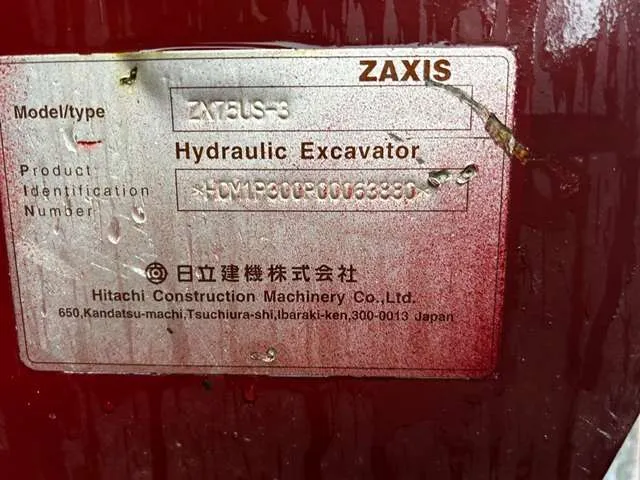 ZAXIS
Model/type
ZX75US-3
Hydraulic Excavator
Product
Identification
Number
>HCM1P300P00063880<
日立建機株式会社
Hitachi Construction Machinery Co.,Ltd.
650,Kandatsu-machi,Tsuchiura-shi,Ibaraki-ken,300-0013 Japan